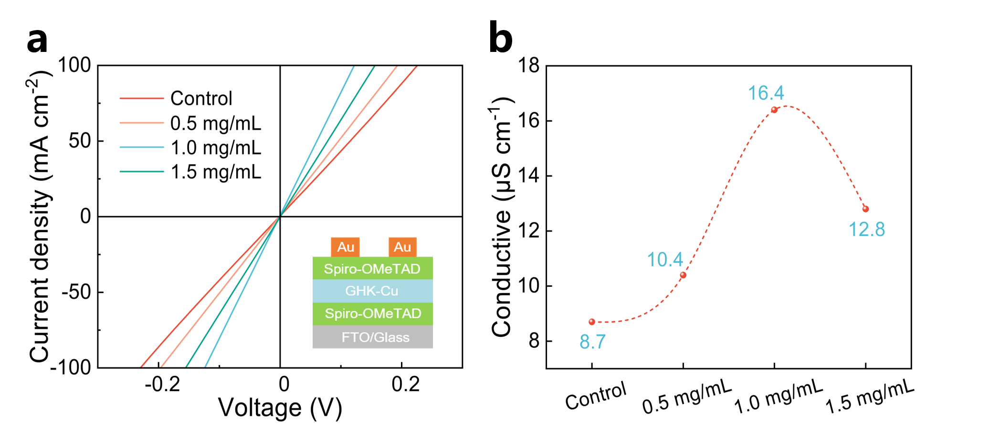 a
100
50
0
-50
-100
Current density (mA cm⁻²)
Control
0.5 mg/mL
1.0 mg/mL
1.5 mg/mL
Au Au
Spiro-OMeTAD
GHK-Cu
Spiro-OMeTAD
FTO/Glass
-0.2 0 0.2
Voltage (V)
b
18
16
14
12
10
8
Conductive (μS cm⁻¹)
16.4
12.8
10.4
8.7
Control 0.5 mg/mL 1.0 mg/mL 1.5 mg/mL